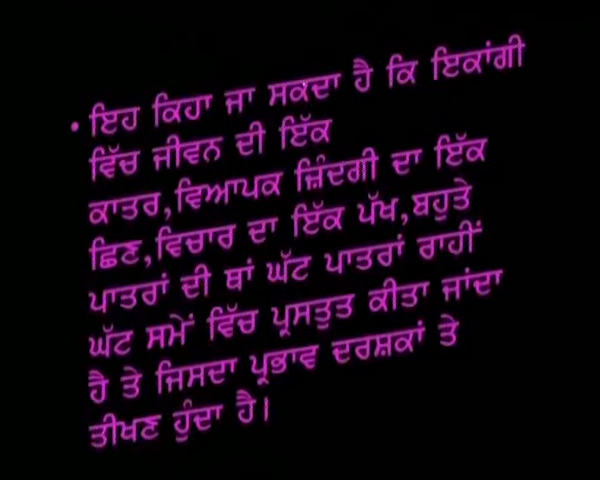 • ਇਹ ਕਿਹਾ ਜਾ ਸਕਦਾ ਹੈ ਕਿ ਇਕਾਂਗੀ
ਵਿੱਚ ਜੀਵਨ ਦੀ ਇੱਕ
ਕਾਤਰ,ਵਿਆਪਕ ਜ਼ਿੰਦਗੀ ਦਾ ਇੱਕ
ਛਿਣ,ਵਿਚਾਰ ਦਾ ਇੱਕ ਪੱਖ,ਬਹੁਤੇ
ਪਾਤਰਾਂ ਦੀ ਥਾਂ ਘੱਟ ਪਾਤਰਾਂ ਰਾਹੀਂ
ਘੱਟ ਸਮੇਂ ਵਿੱਚ ਪ੍ਰਸਤੁਤ ਕੀਤਾ ਜਾਂਦਾ
ਹੈ ਤੇ ਜਿਸਦਾ ਪ੍ਰਭਾਵ ਦਰਸ਼ਕਾਂ ਤੇ
ਤੀਖਣ ਹੁੰਦਾ ਹੈ।